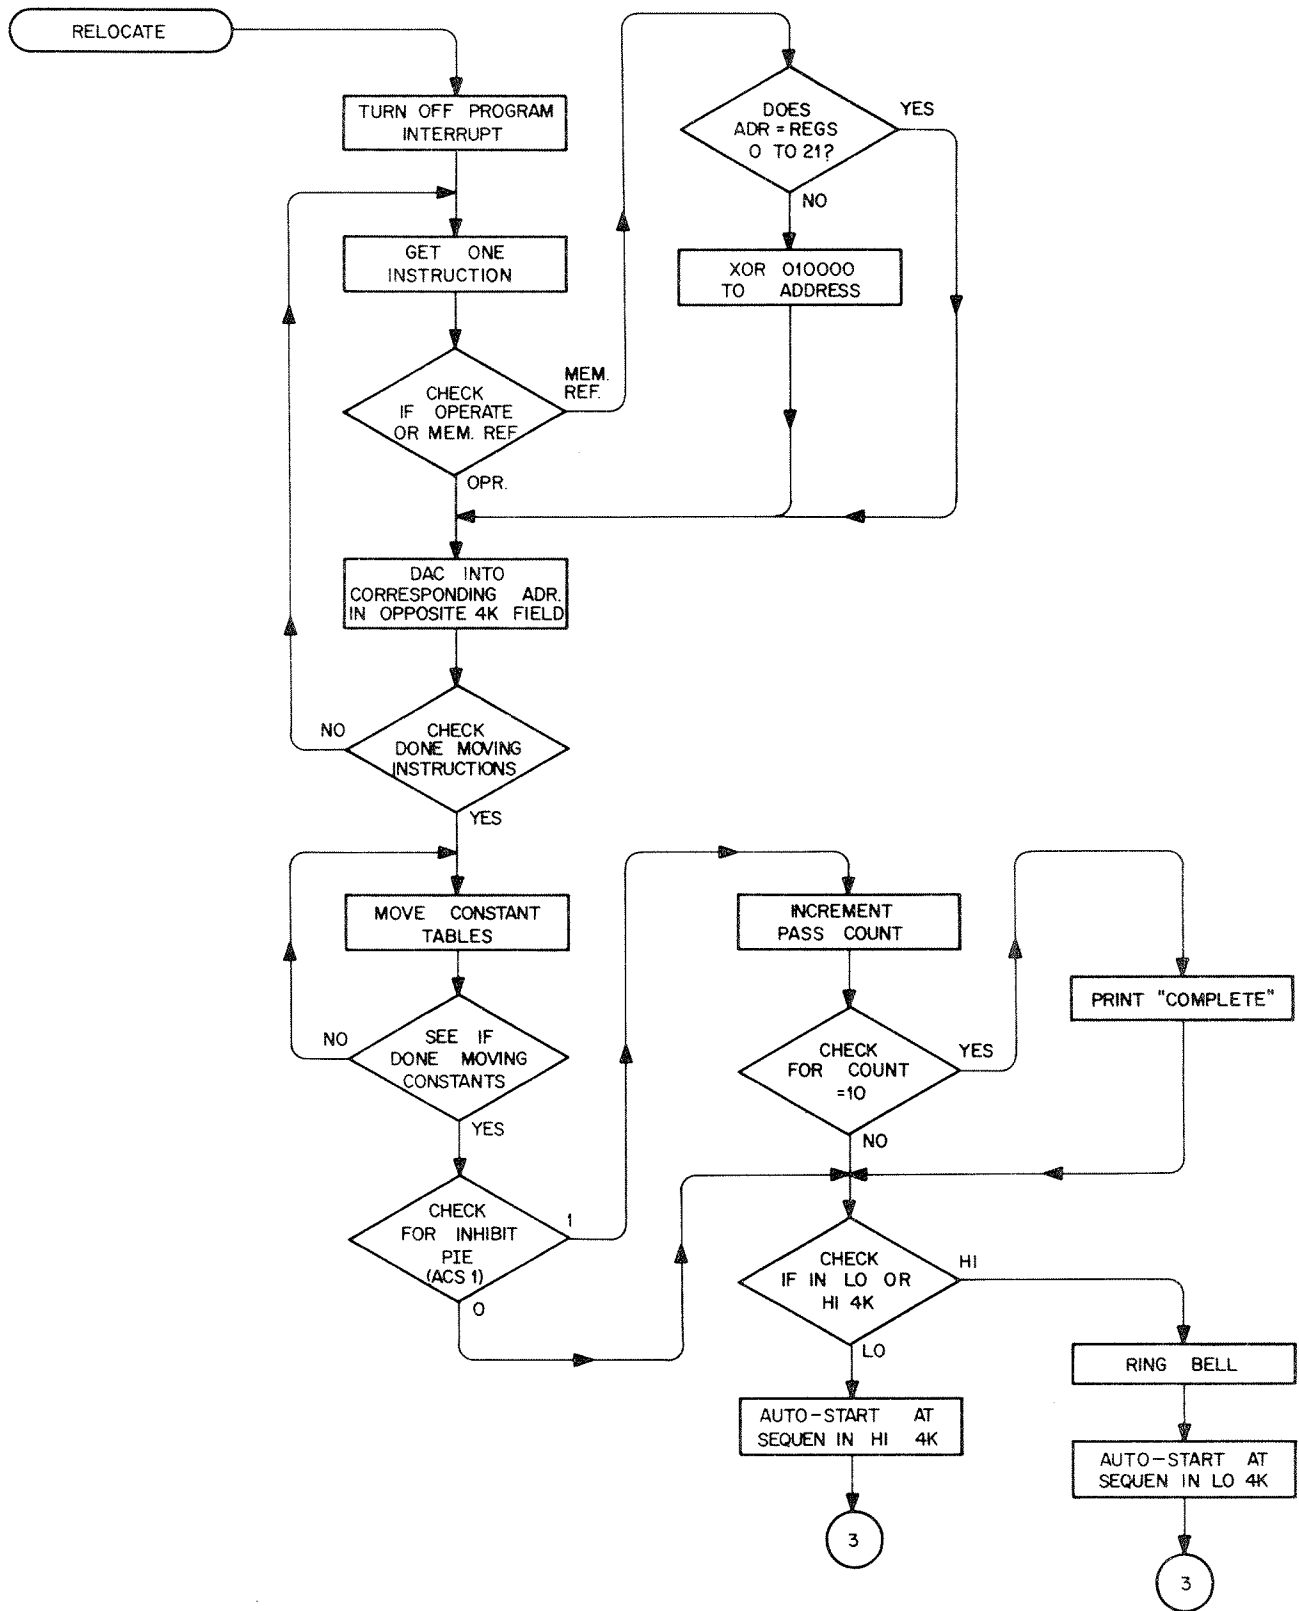 RELOCATE
TURN OFF PROGRAM
INTERRUPT
DOES
ADR = REGS
0 TO 21?
YES
NO
GET ONE
INSTRUCTION
XOR 010000
TO ADDRESS
MEM.
REF.
CHECK
IF OPERATE
OR MEM. REF
OPR.
DAC INTO
CORRESPONDING ADR.
IN OPPOSITE 4K FIELD
NO
CHECK
DONE MOVING
INSTRUCTIONS
YES
MOVE CONSTANT
TABLES
INCREMENT
PASS COUNT
PRINT "COMPLETE"
NO
SEE IF
DONE MOVING
CONSTANTS
YES
CHECK
FOR COUNT
=10
YES
NO
CHECK
FOR INHIBIT
PIE
(ACS 1)
1
0
CHECK
IF IN LO OR
HI 4K
HI
LO
RING BELL
AUTO-START AT
SEQUEN IN HI 4K
AUTO-START AT
SEQUEN IN LO 4K
3
3